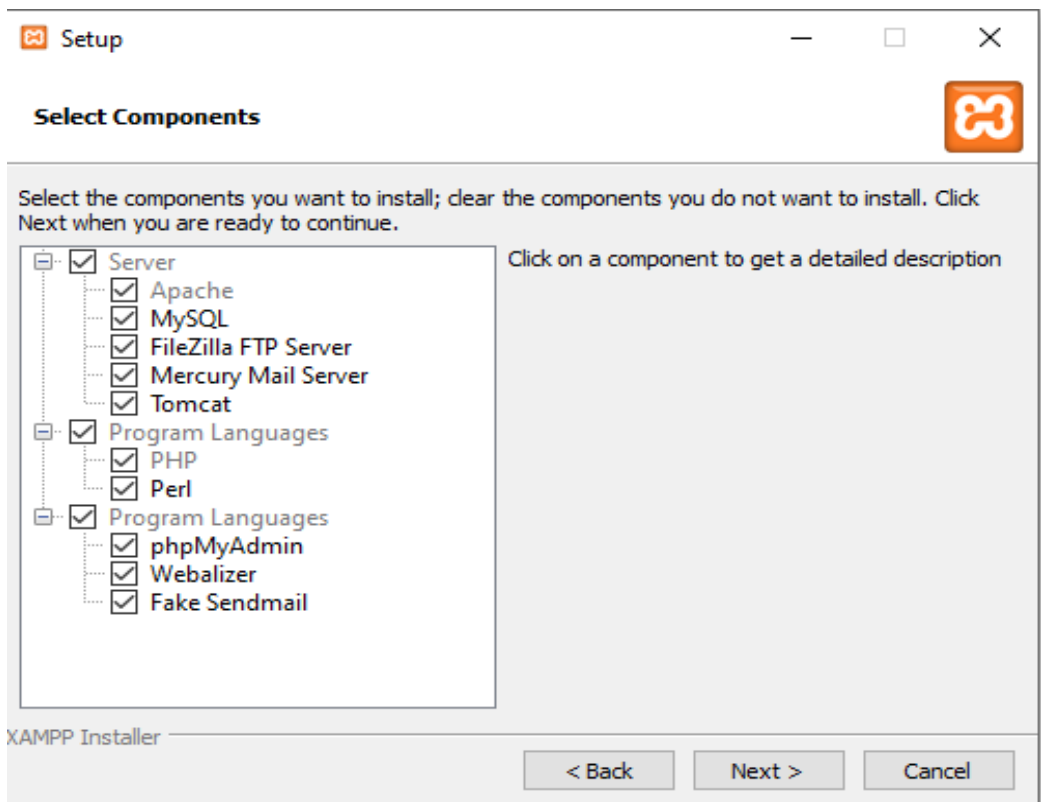 Setup
Select Components
Select the components you want to install; clear the components you do not want to install. Click
Next when you are ready to continue.
Server
Apache
MySQL
FileZilla FTP Server
Mercury Mail Server
Tomcat
Program Languages
PHP
Perl
Program Languages
phpMyAdmin
Webalizer
Fake Sendmail
Click on a component to get a detailed description
XAMPP Installer
< Back
Next >
Cancel